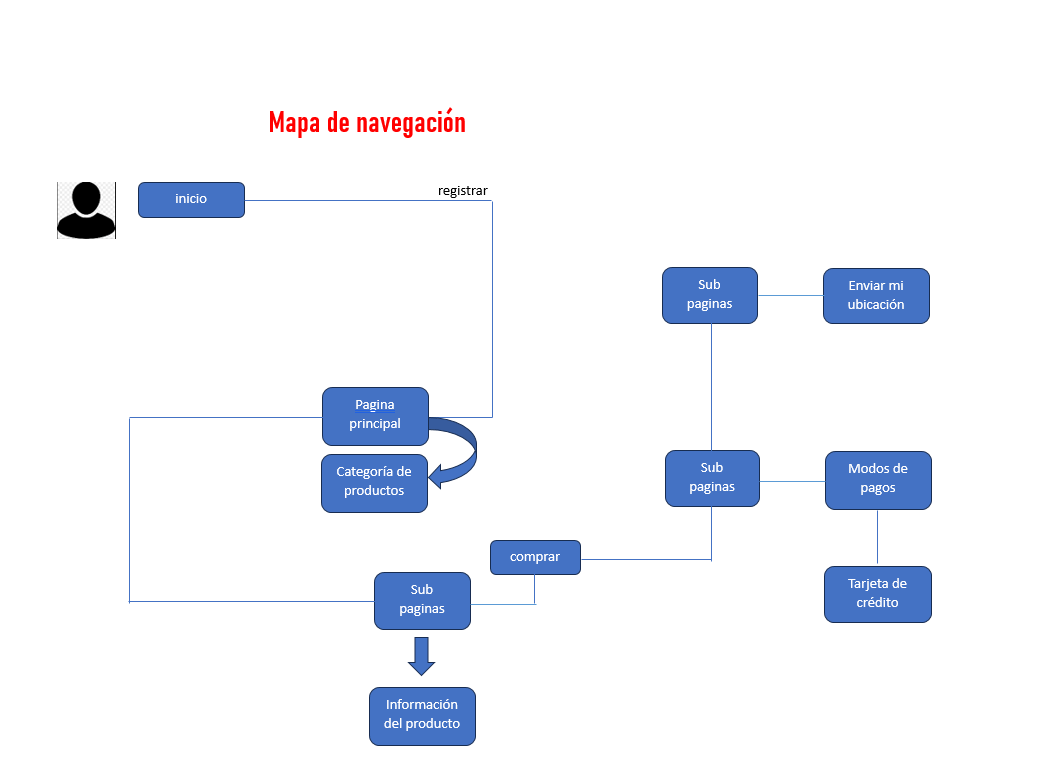 Mapa de navegación
inicio
registrar
Sub
paginas
Enviar mi
ubicación
Pagina
principal
Categoría de
productos
Sub
paginas
Modos de
pagos
comprar
Sub
paginas
Tarjeta de
crédito
Información
del producto